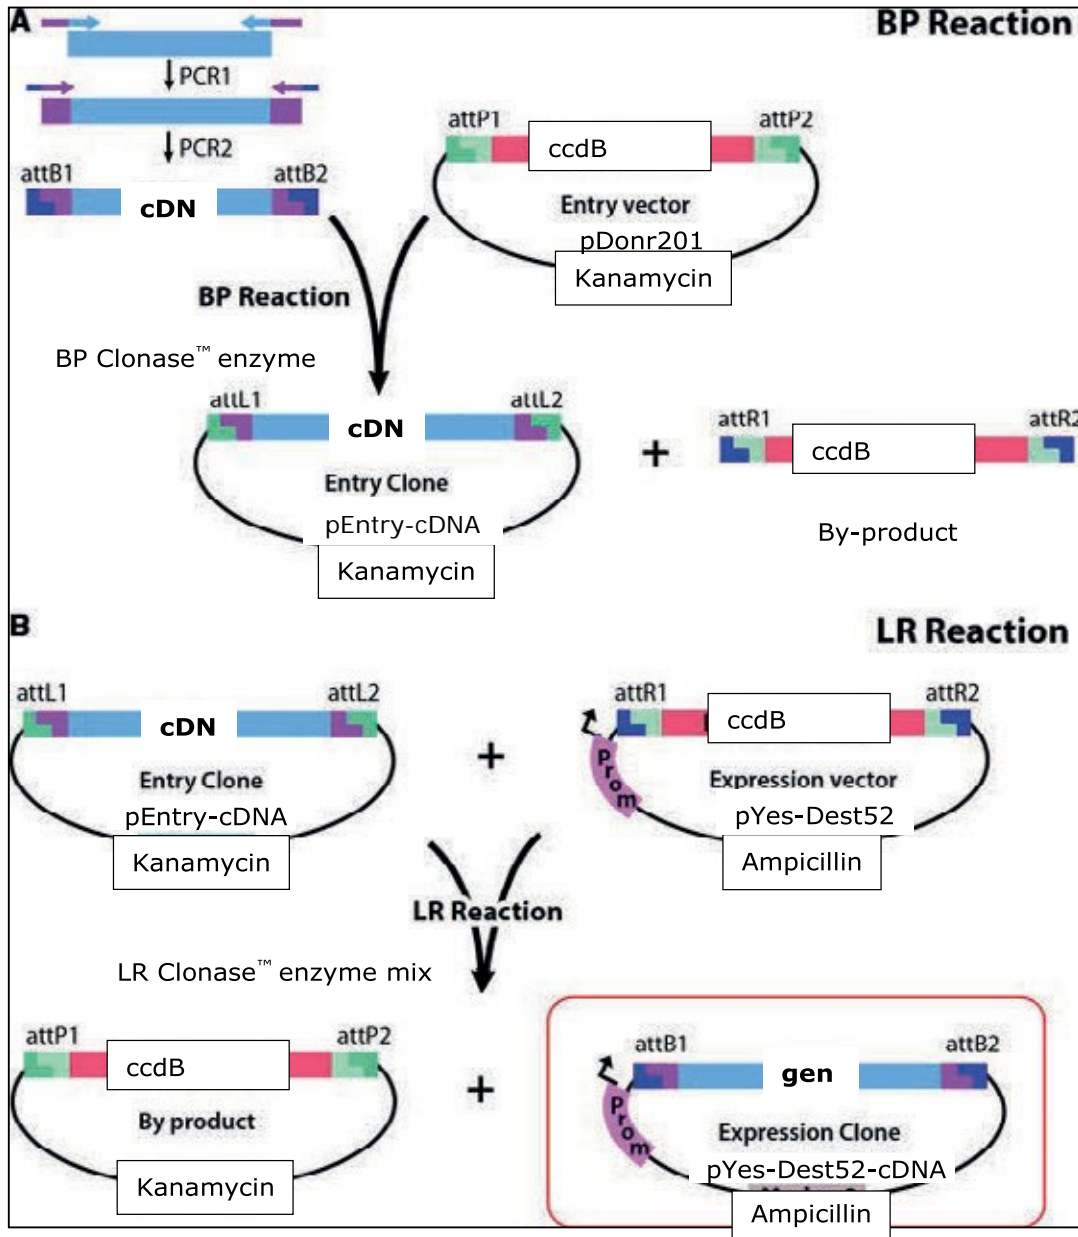 A
BP Reaction
PCR1
PCR2
attB1
attB2
cDN
attP1
attP2
ccdB
Entry vector
pDonr201
Kanamycin
BP Reaction
BP Clonase™ enzyme
attL1
attL2
cDN
Entry Clone
pEntry-cDNA
Kanamycin
+
attR1
attR2
ccdB
By-product
B
LR Reaction
attL1
attL2
cDN
Entry Clone
pEntry-cDNA
Kanamycin
+
attR1
attR2
ccdB
Prom
Expression vector
pYes-Dest52
Ampicillin
LR Reaction
LR Clonase™ enzyme mix
attP1
attP2
ccdB
By product
Kanamycin
+
attB1
attB2
gen
Prom
Expression Clone
pYes-Dest52-cDNA
Ampicillin